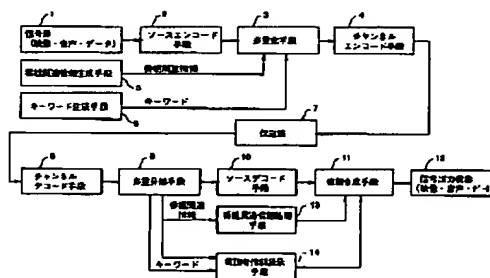 1
信号源
(映像・音声・データ)
2
ソースエンコード
手段
3
多重化手段
4
チャンネル
エンコード手段
番組関連情報生成手段
5
番組関連情報
キーワード生成手段
6
キーワード
7
伝送路
8
チャンネル
デコード手段
9
多重分離手段
10
ソースデコード
手段
11
信号合成手段
12
信号出力装置
(映像・音声・データ)
番組関連
情報
番組関連情報処理
手段
13
キーワード
手段
14